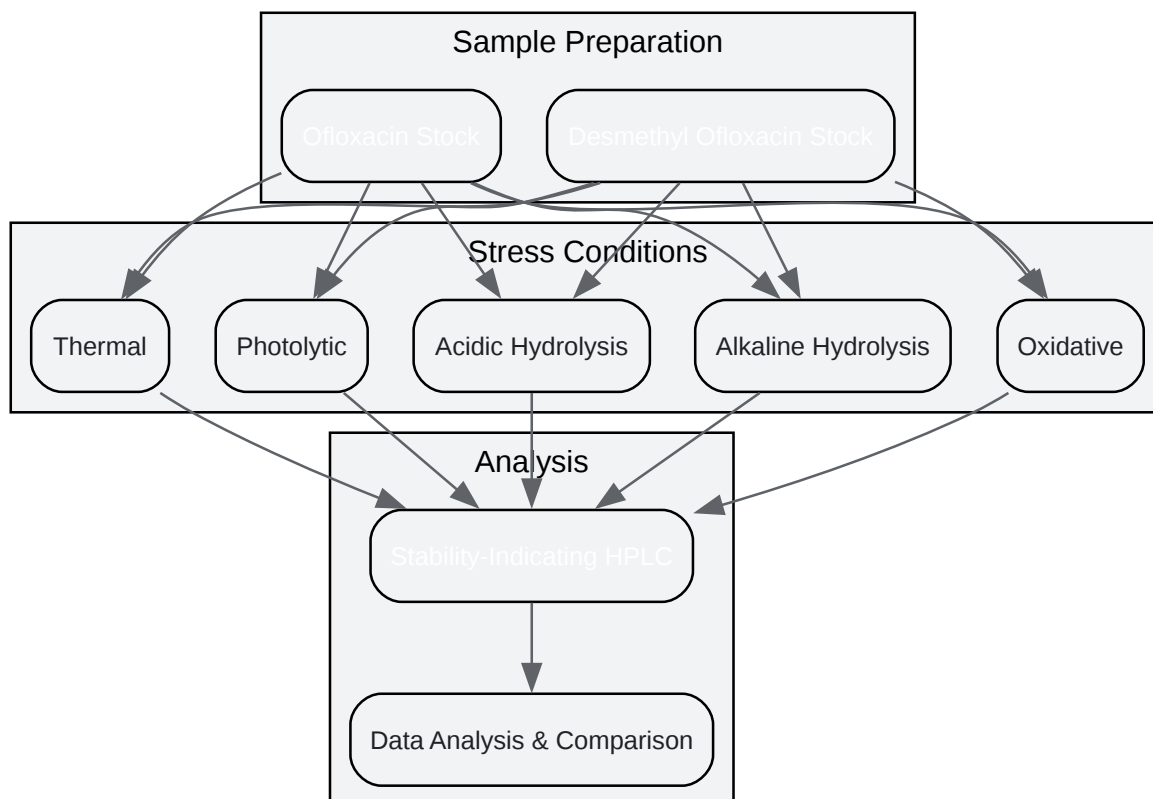 Sample Preparation
Ofloxacin Stock
Desmethyl Ofloxacin Stock
Stress Conditions
Thermal
Photolytic
Acidic Hydrolysis
Alkaline Hydrolysis
Oxidative
Analysis
Stability-Indicating HPLC
Data Analysis & Comparison